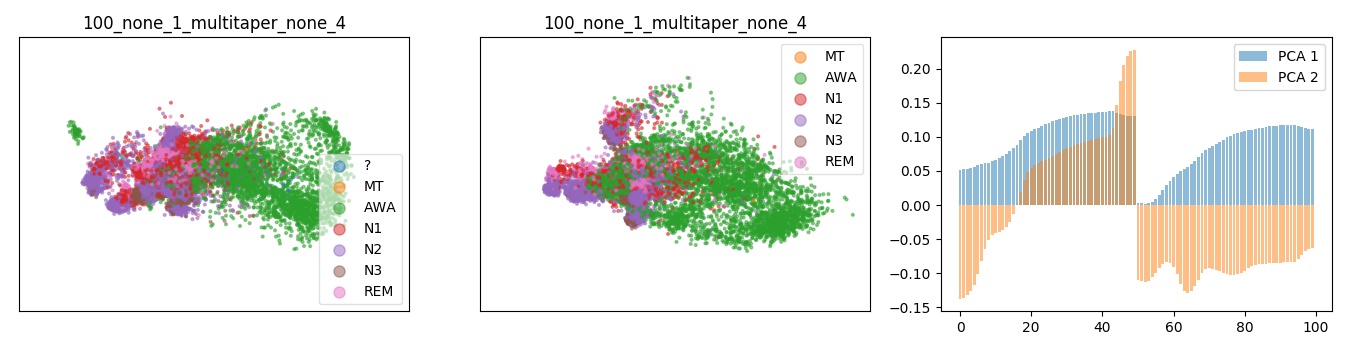 100_none_1_multitaper_none_4
?
MT
AWA
N1
N2
N3
REM
100_none_1_multitaper_none_4
MT
AWA
N1
N2
N3
REM
PCA 1
PCA 2
0.20
0.15
0.10
0.05
0.00
−0.05
−0.10
−0.15
0
20
40
60
80
100